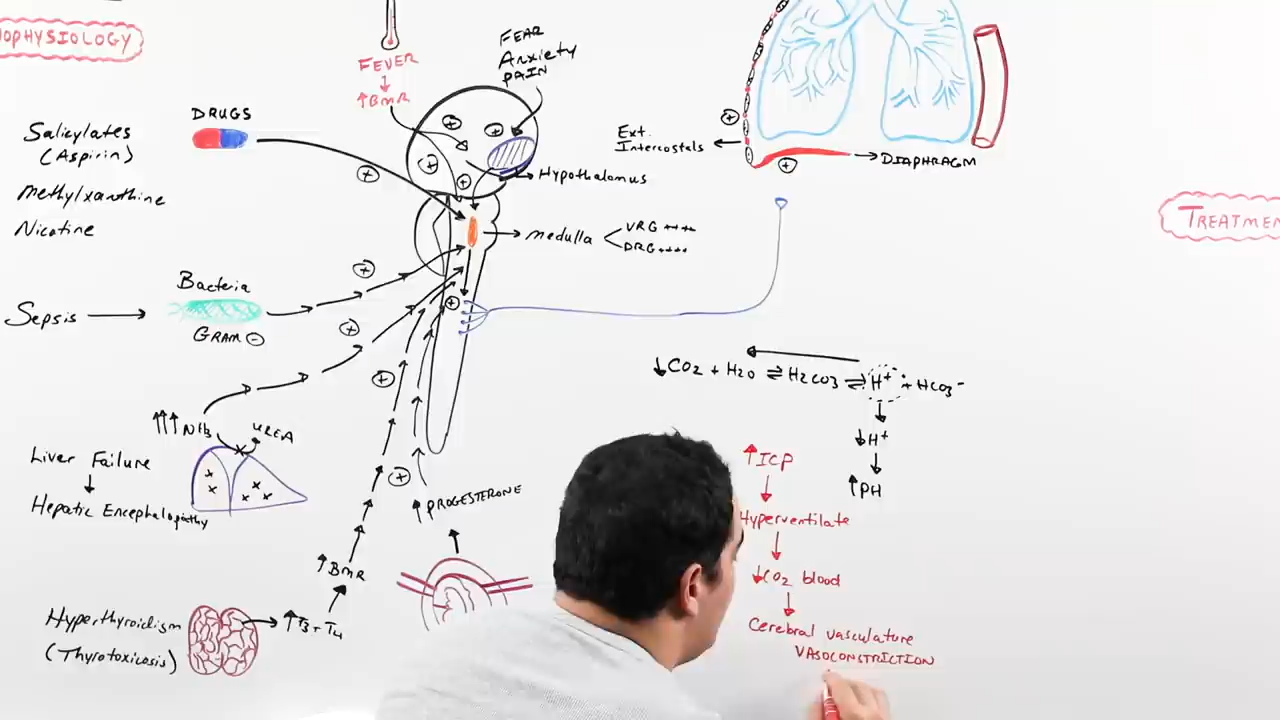 OPHYSIOLOGY
FEVER
↓
↑BMR
FEAR
Anxiety
PAIN
DRUGS
Salicylates
(Aspirin)
Methylxanthine
Nicotine
Hypothalamus
medulla
VRG ++++
DRG ++++
Ext.
Intercostals
DIAPHRAGM
TREATMEN
Sepsis
Bacteria
GRAM ⊖
↓CO2 + H2O ⇌ H2CO3 ⇌ H+ + HCO3-
↓H+
↑PH
↑↑↑NH3
UREA
Liver Failure
↓
Hepatic Encephalopathy
↑PROGESTERONE
↑BMR
Hyperthyroidism
(Thyrotoxicosis)
↑T3 + T4
↑ICP
Hyperventilate
↓CO2 blood
Cerebral vasculature
VASOCONSTRICTION